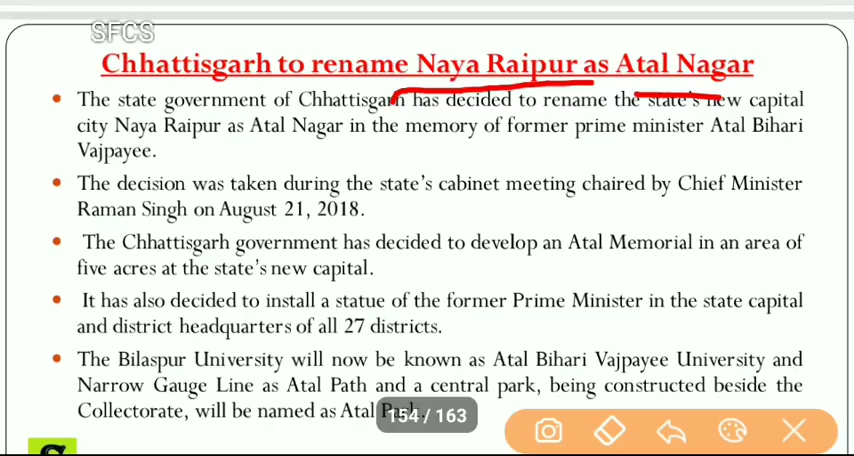 SFCS
Chhattisgarh to rename Naya Raipur as Atal Nagar
• The state government of Chhattisgarh has decided to rename the state's new capital
city Naya Raipur as Atal Nagar in the memory of former prime minister Atal Bihari
Vajpayee.
• The decision was taken during the state's cabinet meeting chaired by Chief Minister
Raman Singh on August 21, 2018.
• The Chhattisgarh government has decided to develop an Atal Memorial in an area of
five acres at the state's new capital.
• It has also decided to install a statue of the former Prime Minister in the state capital
and district headquarters of all 27 districts.
• The Bilaspur University will now be known as Atal Bihari Vajpayee University and
Narrow Gauge Line as Atal Path and a central park, being constructed beside the
Collectorate, will be named as Atal Park.
154 / 163